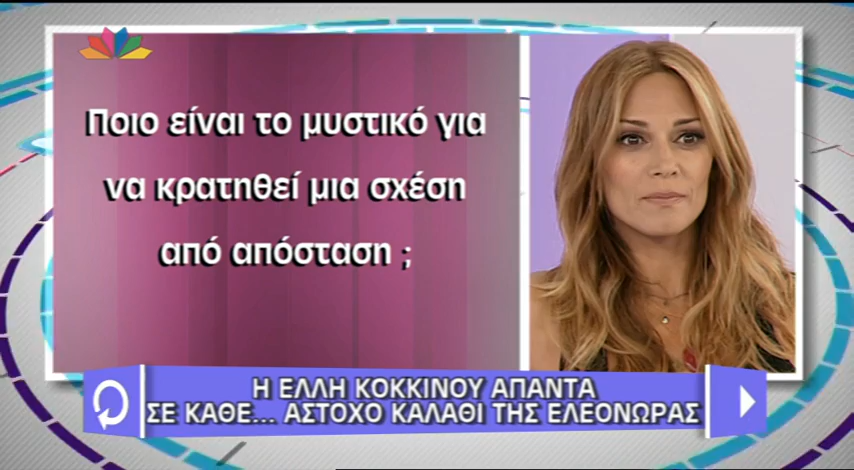 Ποιο είναι το μυστικό για
να κρατηθεί μια σχέση
από απόσταση ;
Η ΕΛΛΗ ΚΟΚΚΙΝΟΥ ΑΠΑΝΤΑ
ΣΕ ΚΑΘΕ... ΑΣΤΟΧΟ ΚΑΛΑΘΙ ΤΗΣ ΕΛΕΟΝΩΡΑΣ